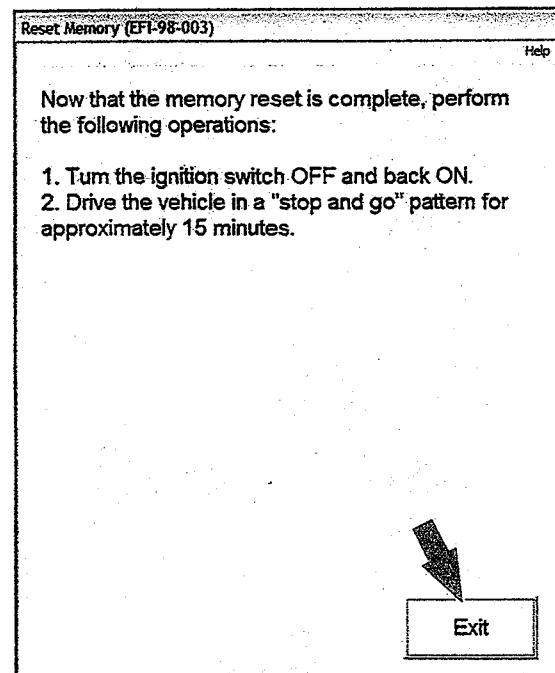 Reset Memory (EFI-98-003)
Help
Now that the memory reset is complete, perform
the following operations:
1. Turn the ignition switch OFF and back ON.
2. Drive the vehicle in a "stop and go" pattern for
approximately 15 minutes.
Exit